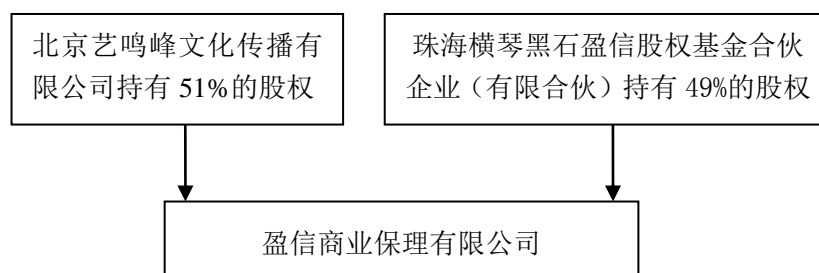 北京艺鸣峰文化传播有
限公司持有 51%的股权
珠海横琴黑石盈信股权基金合伙
企业（有限合伙）持有 49%的股权
盈信商业保理有限公司